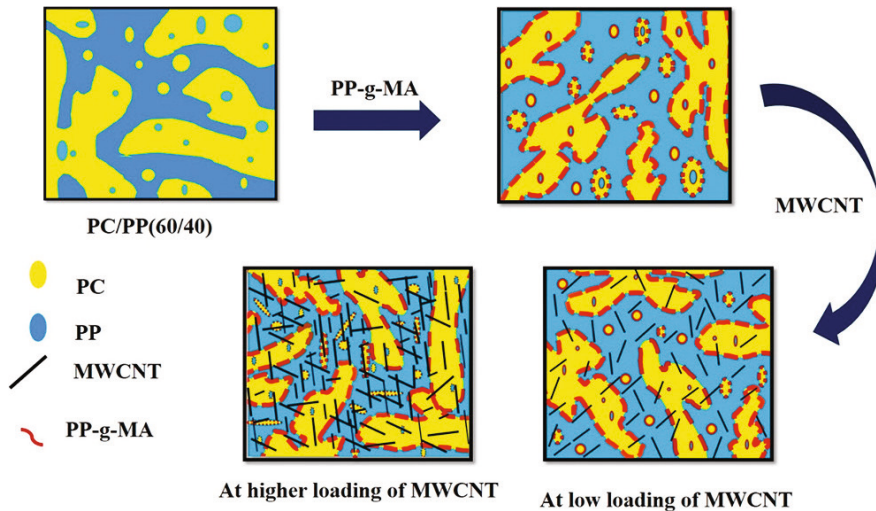 PP-g-MA
PC/PP(60/40)
MWCNT
PC
PP
MWCNT
PP-g-MA
At higher loading of MWCNT
At low loading of MWCNT